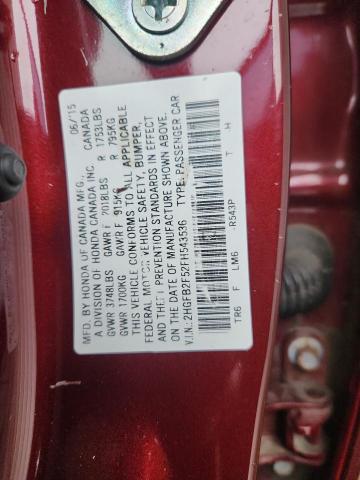 MFD. BY HONDA OF CANADA MFG., 06/15
A DIVISION OF HONDA CANADA INC., CANADA
GVWR 3748LBS GAWR F 2018LBS R 1753LBS
GVWR 1700KG GAWR F 915KG R 795KG
THIS VEHICLE CONFORMS TO ALL APPLICABLE
FEDERAL MOTOR VEHICLE SAFETY, BUMPER,
AND THEFT PREVENTION STANDARDS IN EFFECT
ON THE DATE OF MANUFACTURE SHOWN ABOVE.
V.I.N.: 2HGFB2F52FH543536 TYPE: PASSENGER CAR
TR6 F LM6 R543P T H